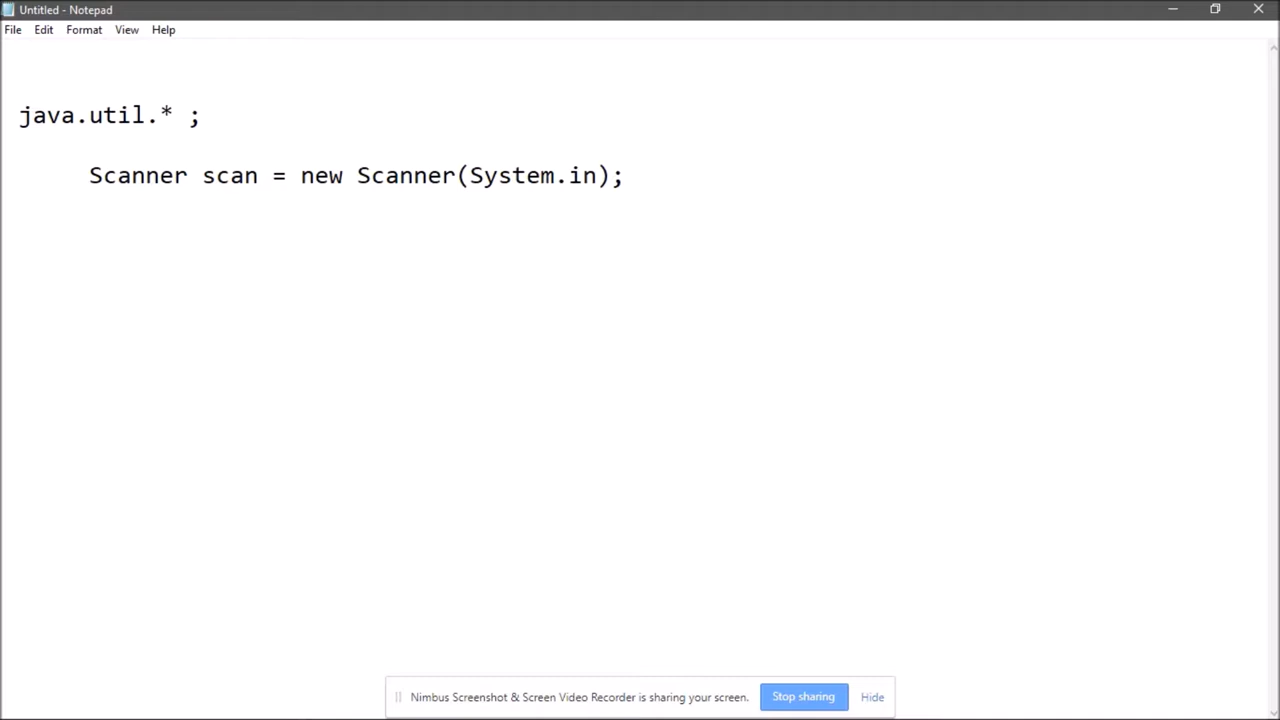 Untitled - Notepad
File Edit Format View Help
java.util.* ;
Scanner scan = new Scanner(System.in);
Nimbus Screenshot & Screen Video Recorder is sharing your screen. Stop sharing Hide